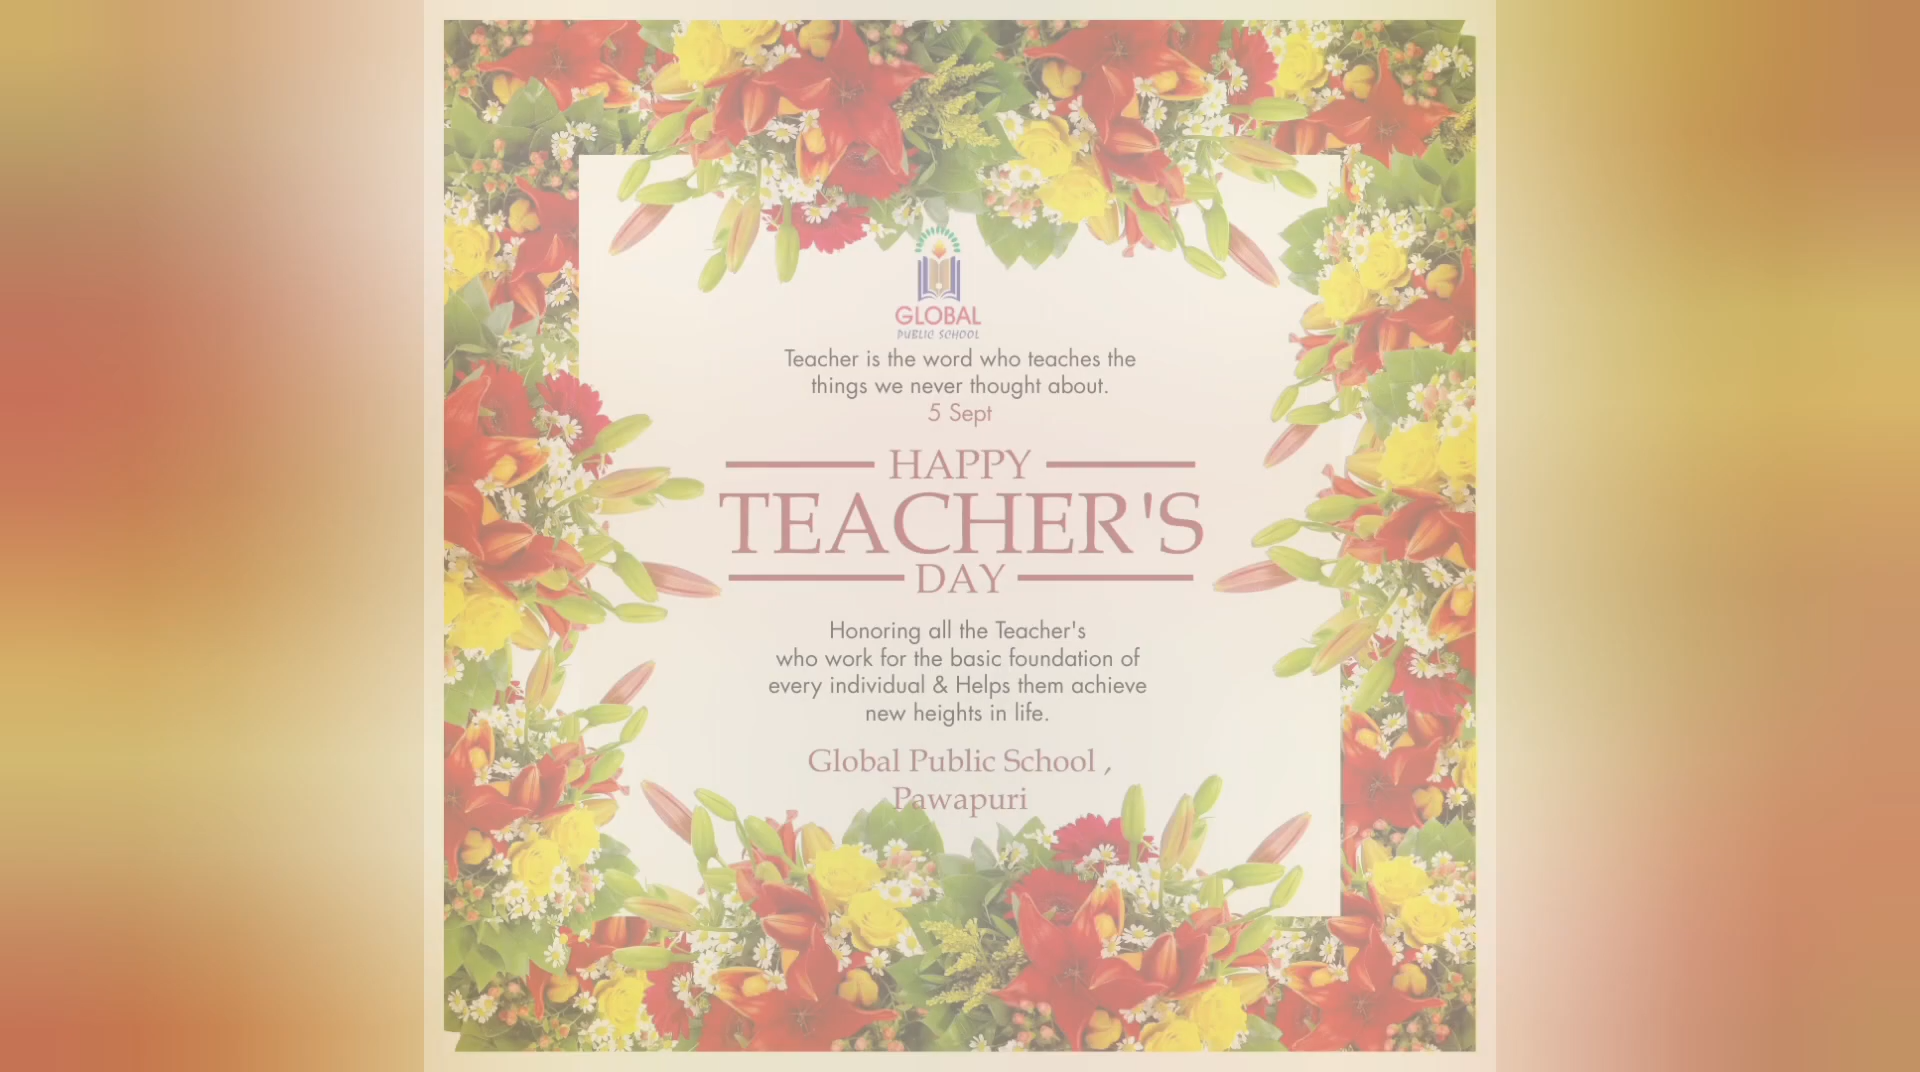 GLOBAL
PUBLIC SCHOOL
Teacher is the word who teaches the
things we never thought about.
5 Sept
HAPPY
TEACHER'S
DAY
Honoring all the Teacher's
who work for the basic foundation of
every individual & Helps them achieve
new heights in life.
Global Public School ,
Pawapuri